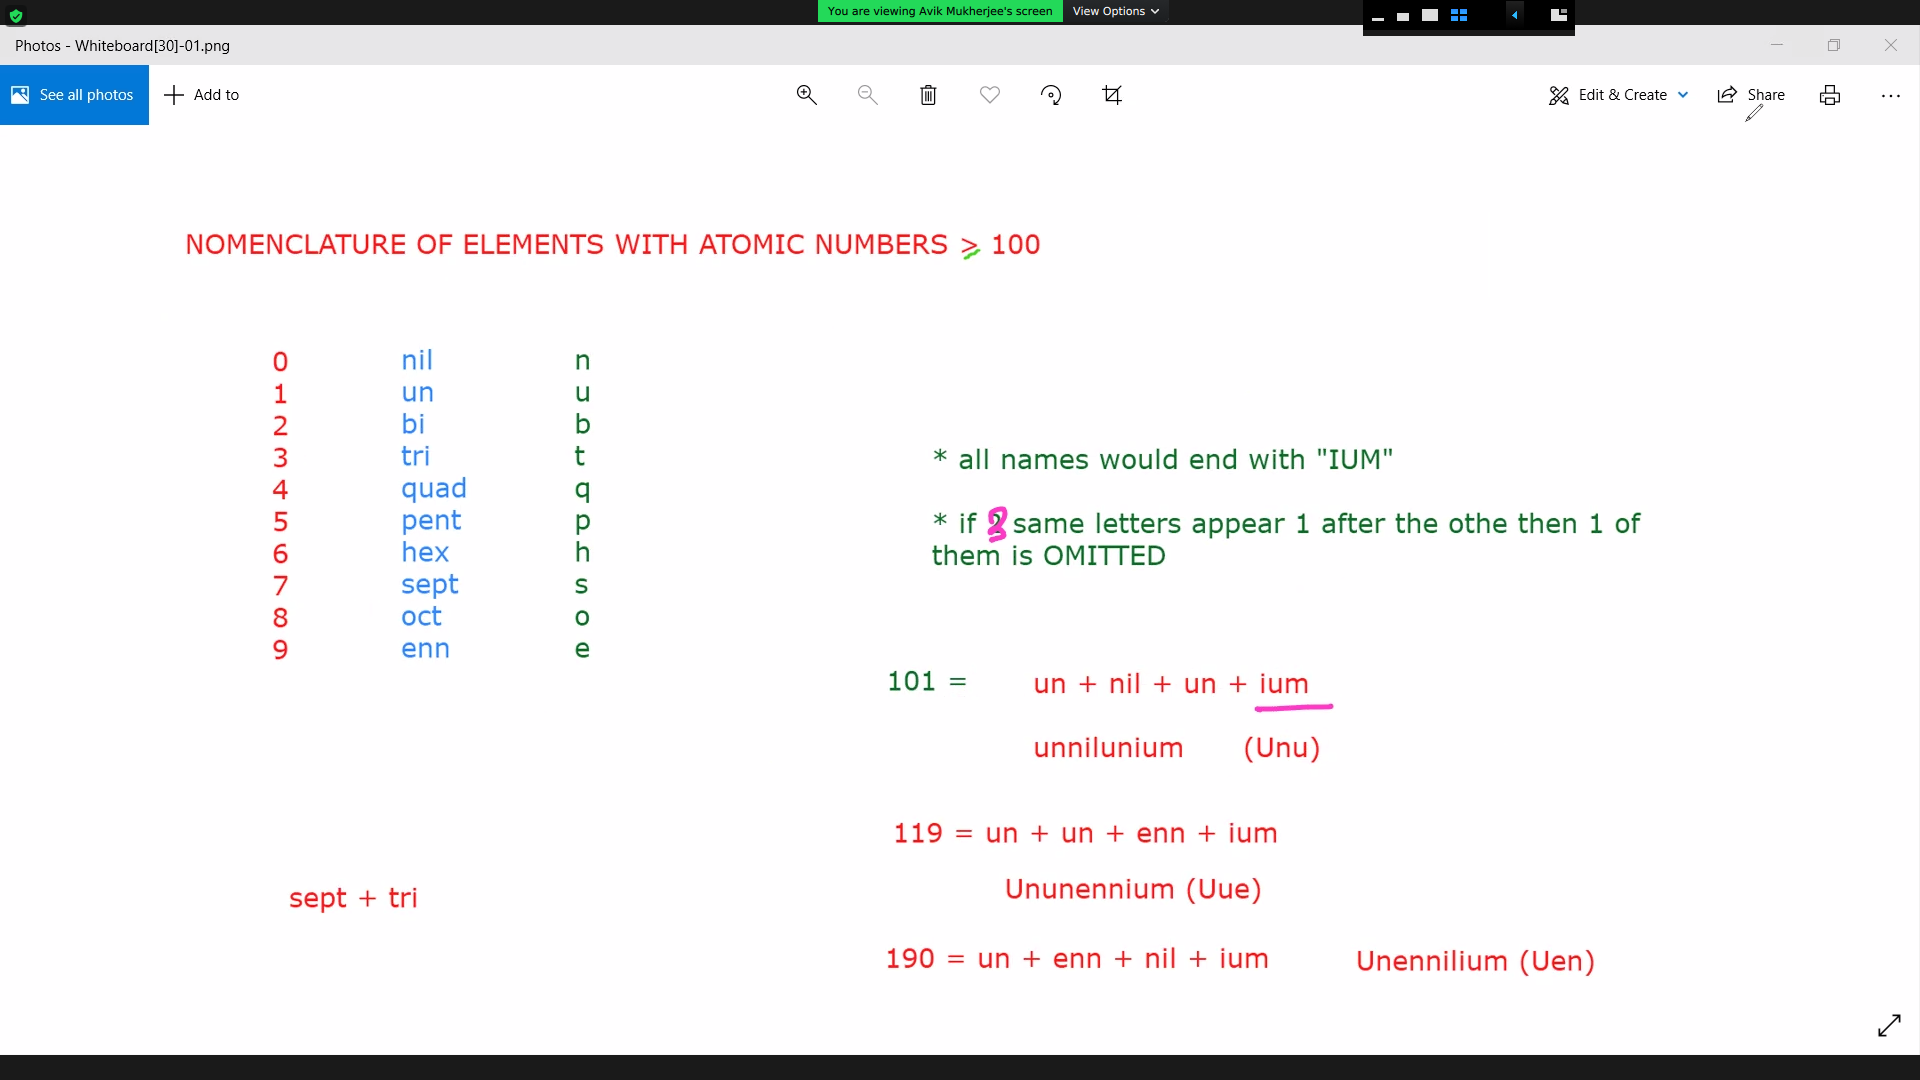 You are viewing Avik Mukherjee's screen View Options
Photos - Whiteboard[30]-01.png
See all photos Add to Edit & Create Share
NOMENCLATURE OF ELEMENTS WITH ATOMIC NUMBERS > 100
0 nil n
1 un u
2 bi b
3 tri t
4 quad q
5 pent p
6 hex h
7 sept s
8 oct o
9 enn e
* all names would end with "IUM"
* if 3 same letters appear 1 after the othe then 1 of
them is OMITTED
101 = un + nil + un + ium
unnilunium (Unu)
119 = un + un + enn + ium
Ununennium (Uue)
sept + tri
190 = un + enn + nil + ium Unennilium (Uen)